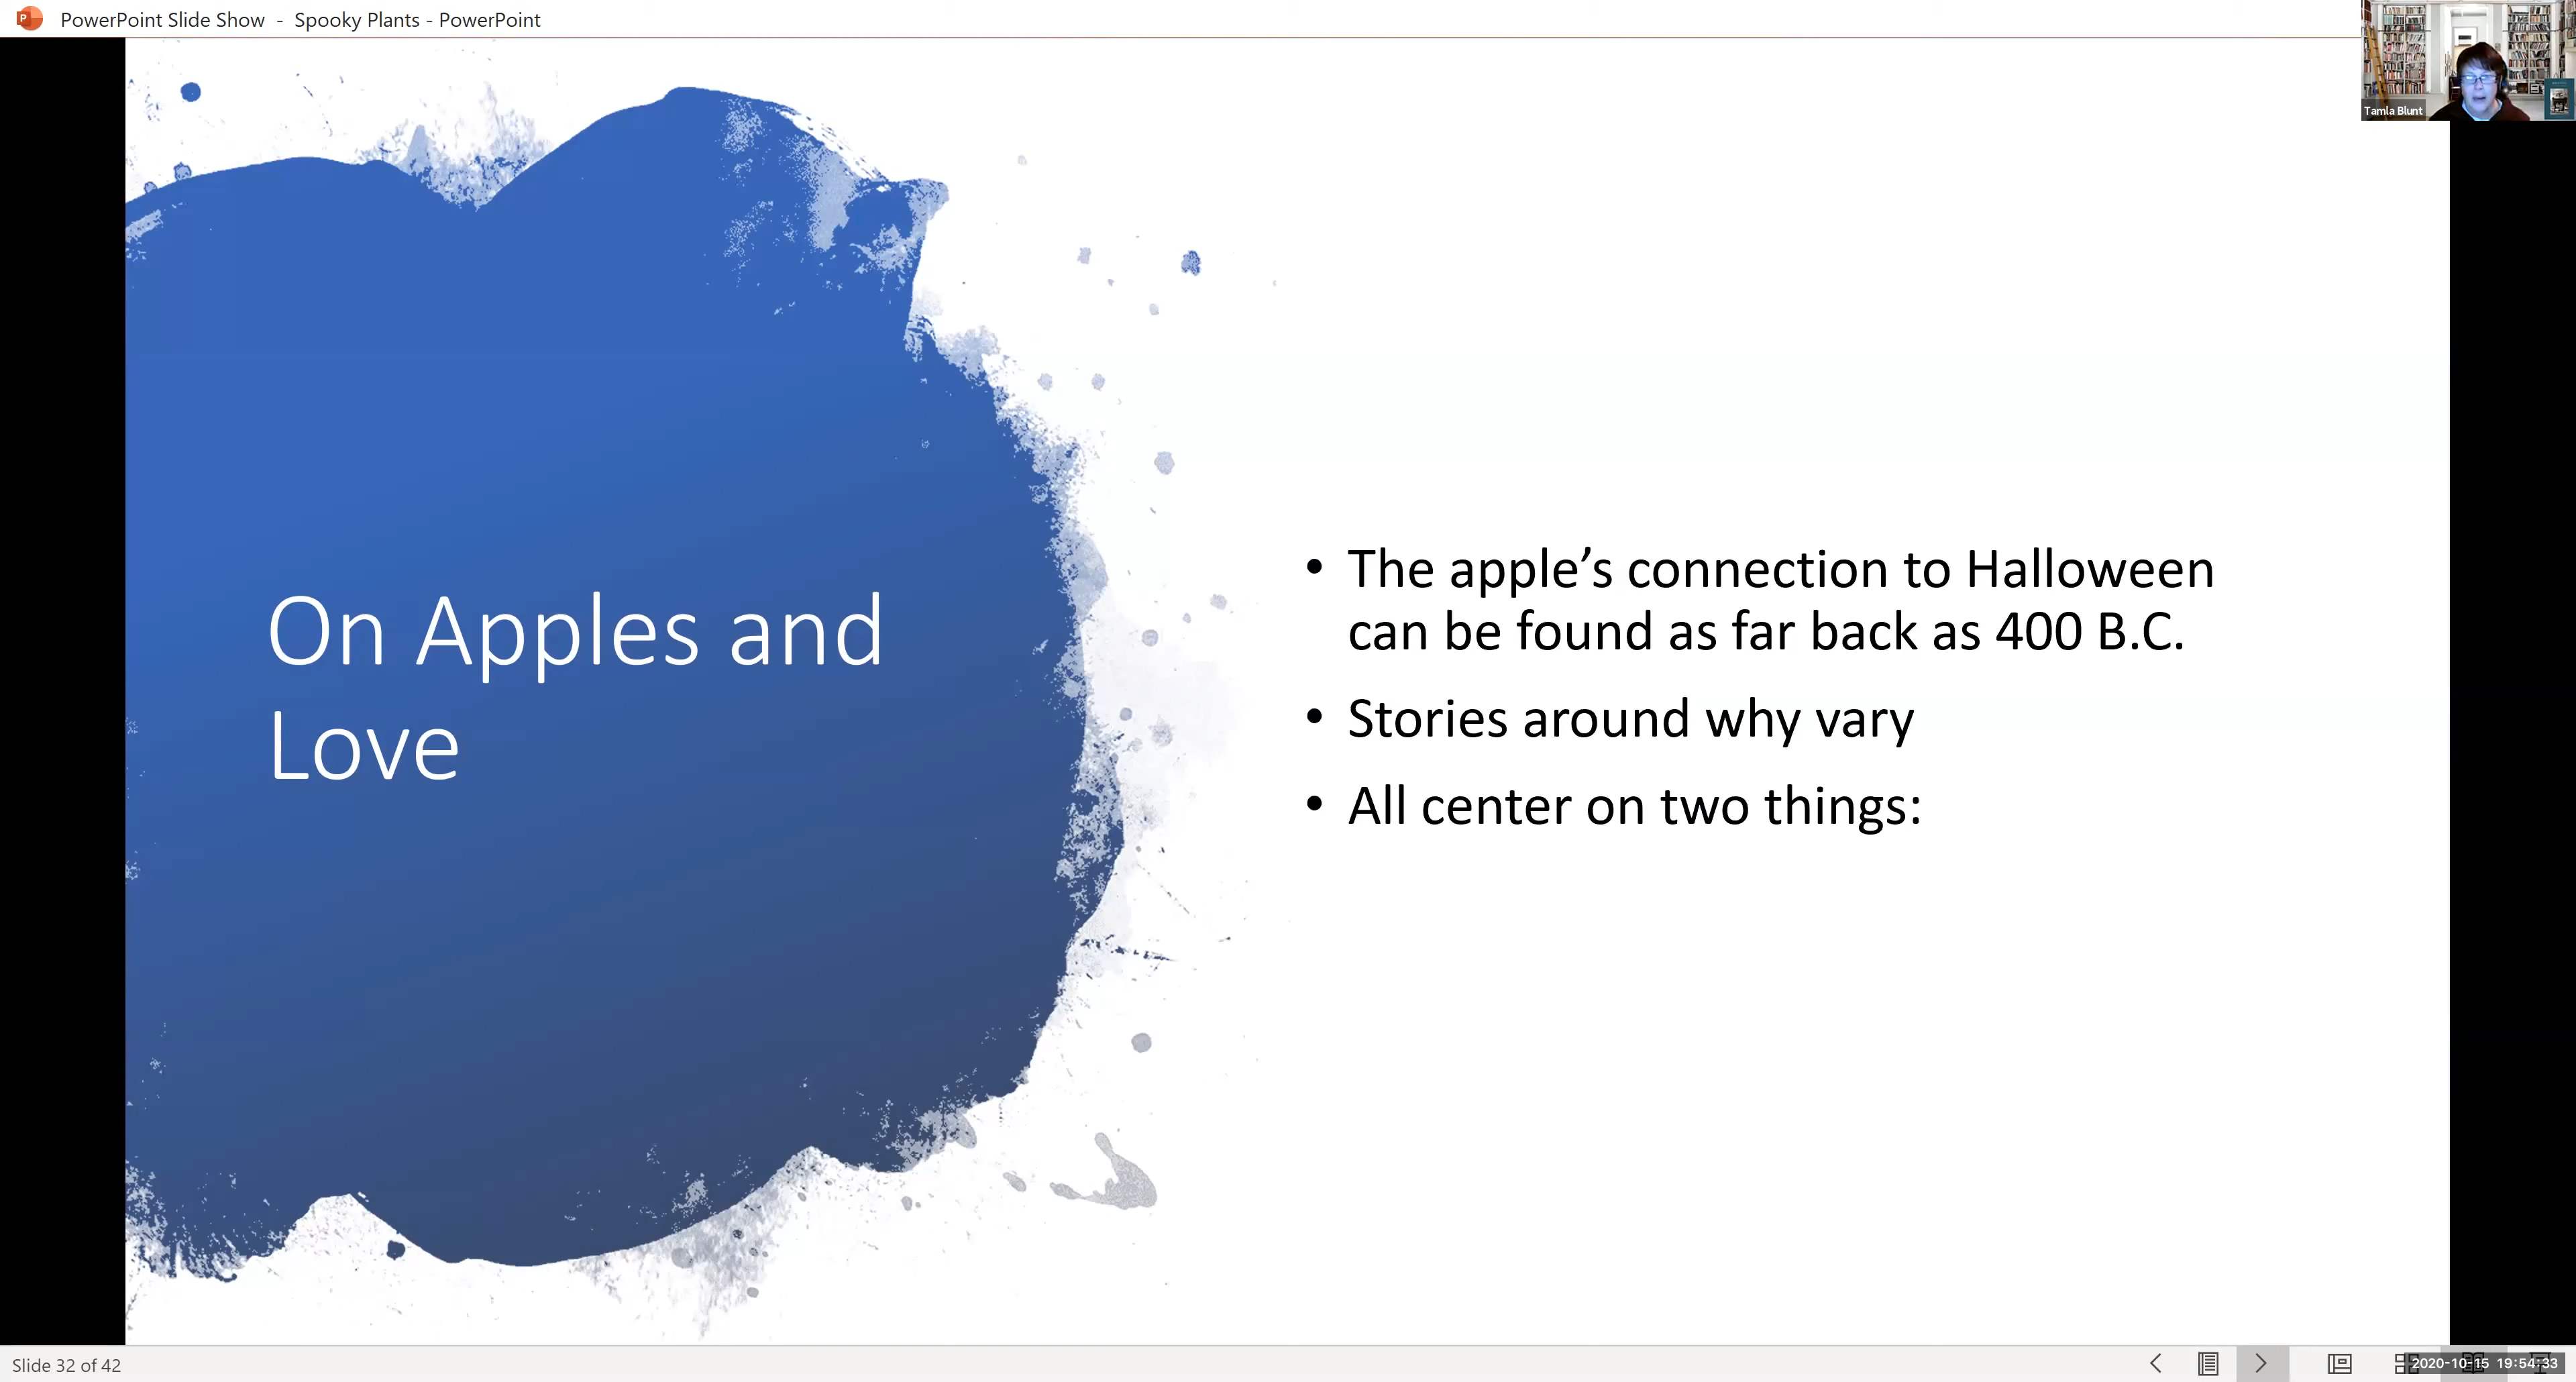 PowerPoint Slide Show - Spooky Plants - PowerPoint
Tamla Blunt
On Apples and
Love
• The apple’s connection to Halloween
can be found as far back as 400 B.C.
• Stories around why vary
• All center on two things:
Slide 32 of 42
2020-10-15 19:54:33